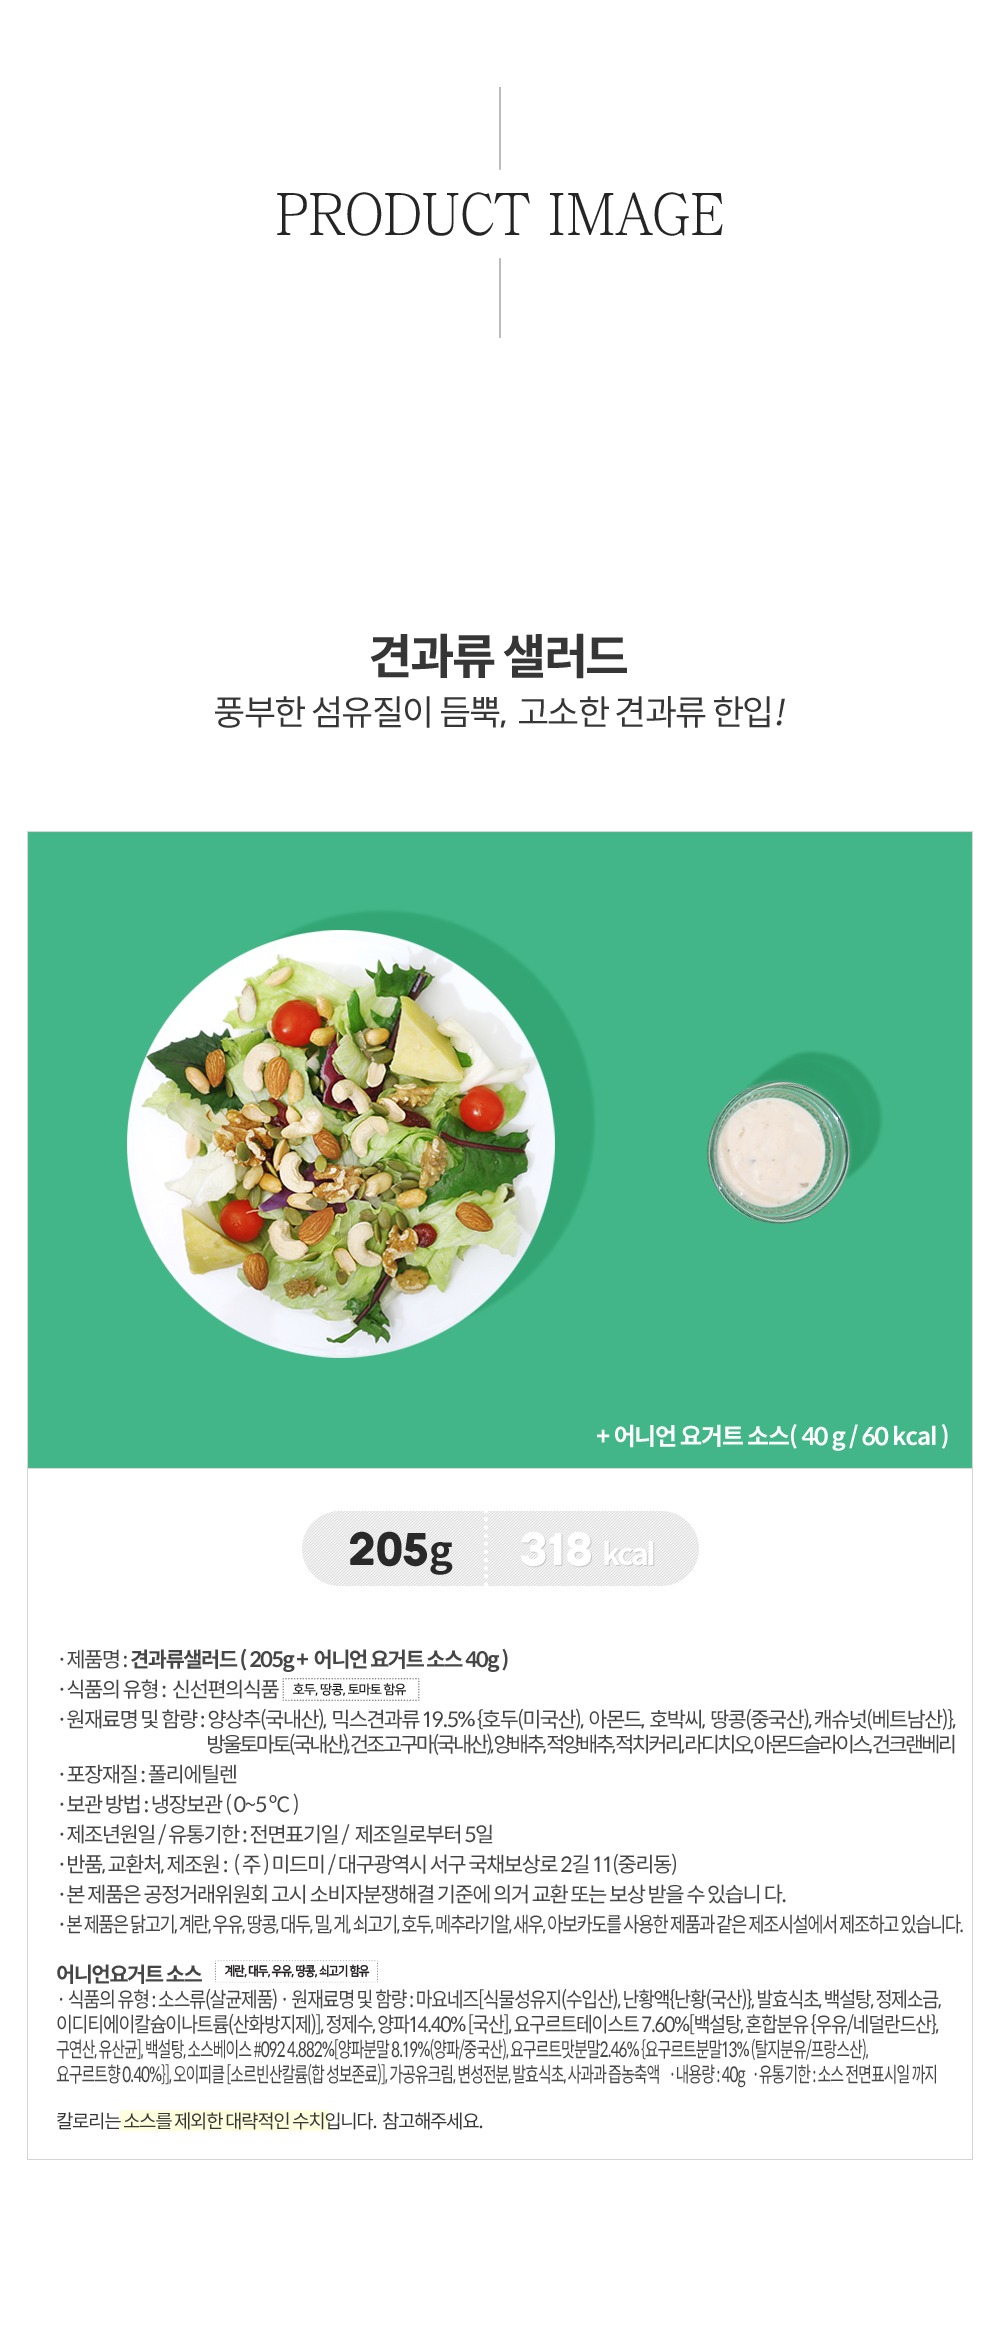 PRODUCT IMAGE
견과류 샐러드
풍부한 섬유질이 듬뿍, 고소한 견과류 한입!
+ 어니언 요거트 소스( 40 g / 60 kcal )
205g 318 kcal
· 제품명 : 견과류샐러드 ( 205g + 어니언 요거트 소스 40g )
· 식품의 유형 : 신선편의식품 호두, 땅콩, 토마토 함유
· 원재료명 및 함량 : 양상추(국내산), 믹스견과류 19.5% {호두(미국산), 아몬드, 호박씨, 땅콩(중국산), 캐슈넛(베트남산)},
방울토마토(국내산),건조고구마(국내산),양배추,적양배추,적치커리,라디치오,아몬드슬라이스,건크랜베리
· 포장재질 : 폴리에틸렌
· 보관 방법 : 냉장보관 ( 0~5 ℃ )
· 제조년원일 / 유통기한 : 전면표기일 / 제조일로부터 5일
· 반품, 교환처, 제조원 : ( 주 ) 미드미 / 대구광역시 서구 국채보상로 2길 11(중리동)
· 본 제품은 공정거래위원회 고시 소비자분쟁해결 기준에 의거 교환 또는 보상 받을 수 있습니 다.
· 본 제품은 닭고기, 계란, 우유, 땅콩, 대두, 밀, 게, 쇠고기, 호두, 메추라기알, 새우, 아보카도를 사용한 제품과 같은 제조시설에서 제조하고 있습니다.
어니언요거트 소스 계란, 대두, 우유, 땅콩, 쇠고기 함유
· 식품의 유형 : 소스류(살균제품) · 원재료명 및 함량 : 마요네즈[식물성유지(수입산), 난황액{난황(국산)}, 발효식초, 백설탕, 정제소금,
이디티에이칼슘이나트륨(산화방지제)], 정제수, 양파14.40% [국산], 요구르트테이스트 7.60%[백설탕, 혼합분유 {우유/네덜란드산},
구연산, 유산균], 백설탕, 소스베이스 #092 4.882%[양파분말 8.19%(양파/중국산), 요구르트맛분말2.46% {요구르트분말13% (탈지분유/프랑스산),
요구르트향 0.40%}], 오이피클 [소르빈산칼륨(합성보존료)], 가공유크림, 변성전분, 발효식초, 사과과즙농축액 · 내용량 : 40g · 유통기한 : 소스 전면표시일 까지
칼로리는 소스를 제외한 대략적인 수치입니다. 참고해주세요.